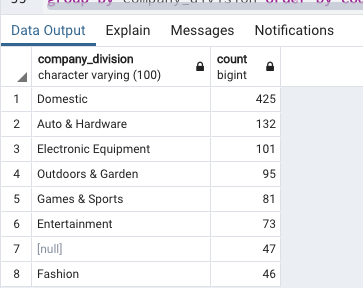 group by company_division order by cou
Data Output Explain Messages Notifications
company_division count
character varying (100) bigint
1 Domestic 425
2 Auto & Hardware 132
3 Electronic Equipment 101
4 Outdoors & Garden 95
5 Games & Sports 81
6 Entertainment 73
7 [null] 47
8 Fashion 46